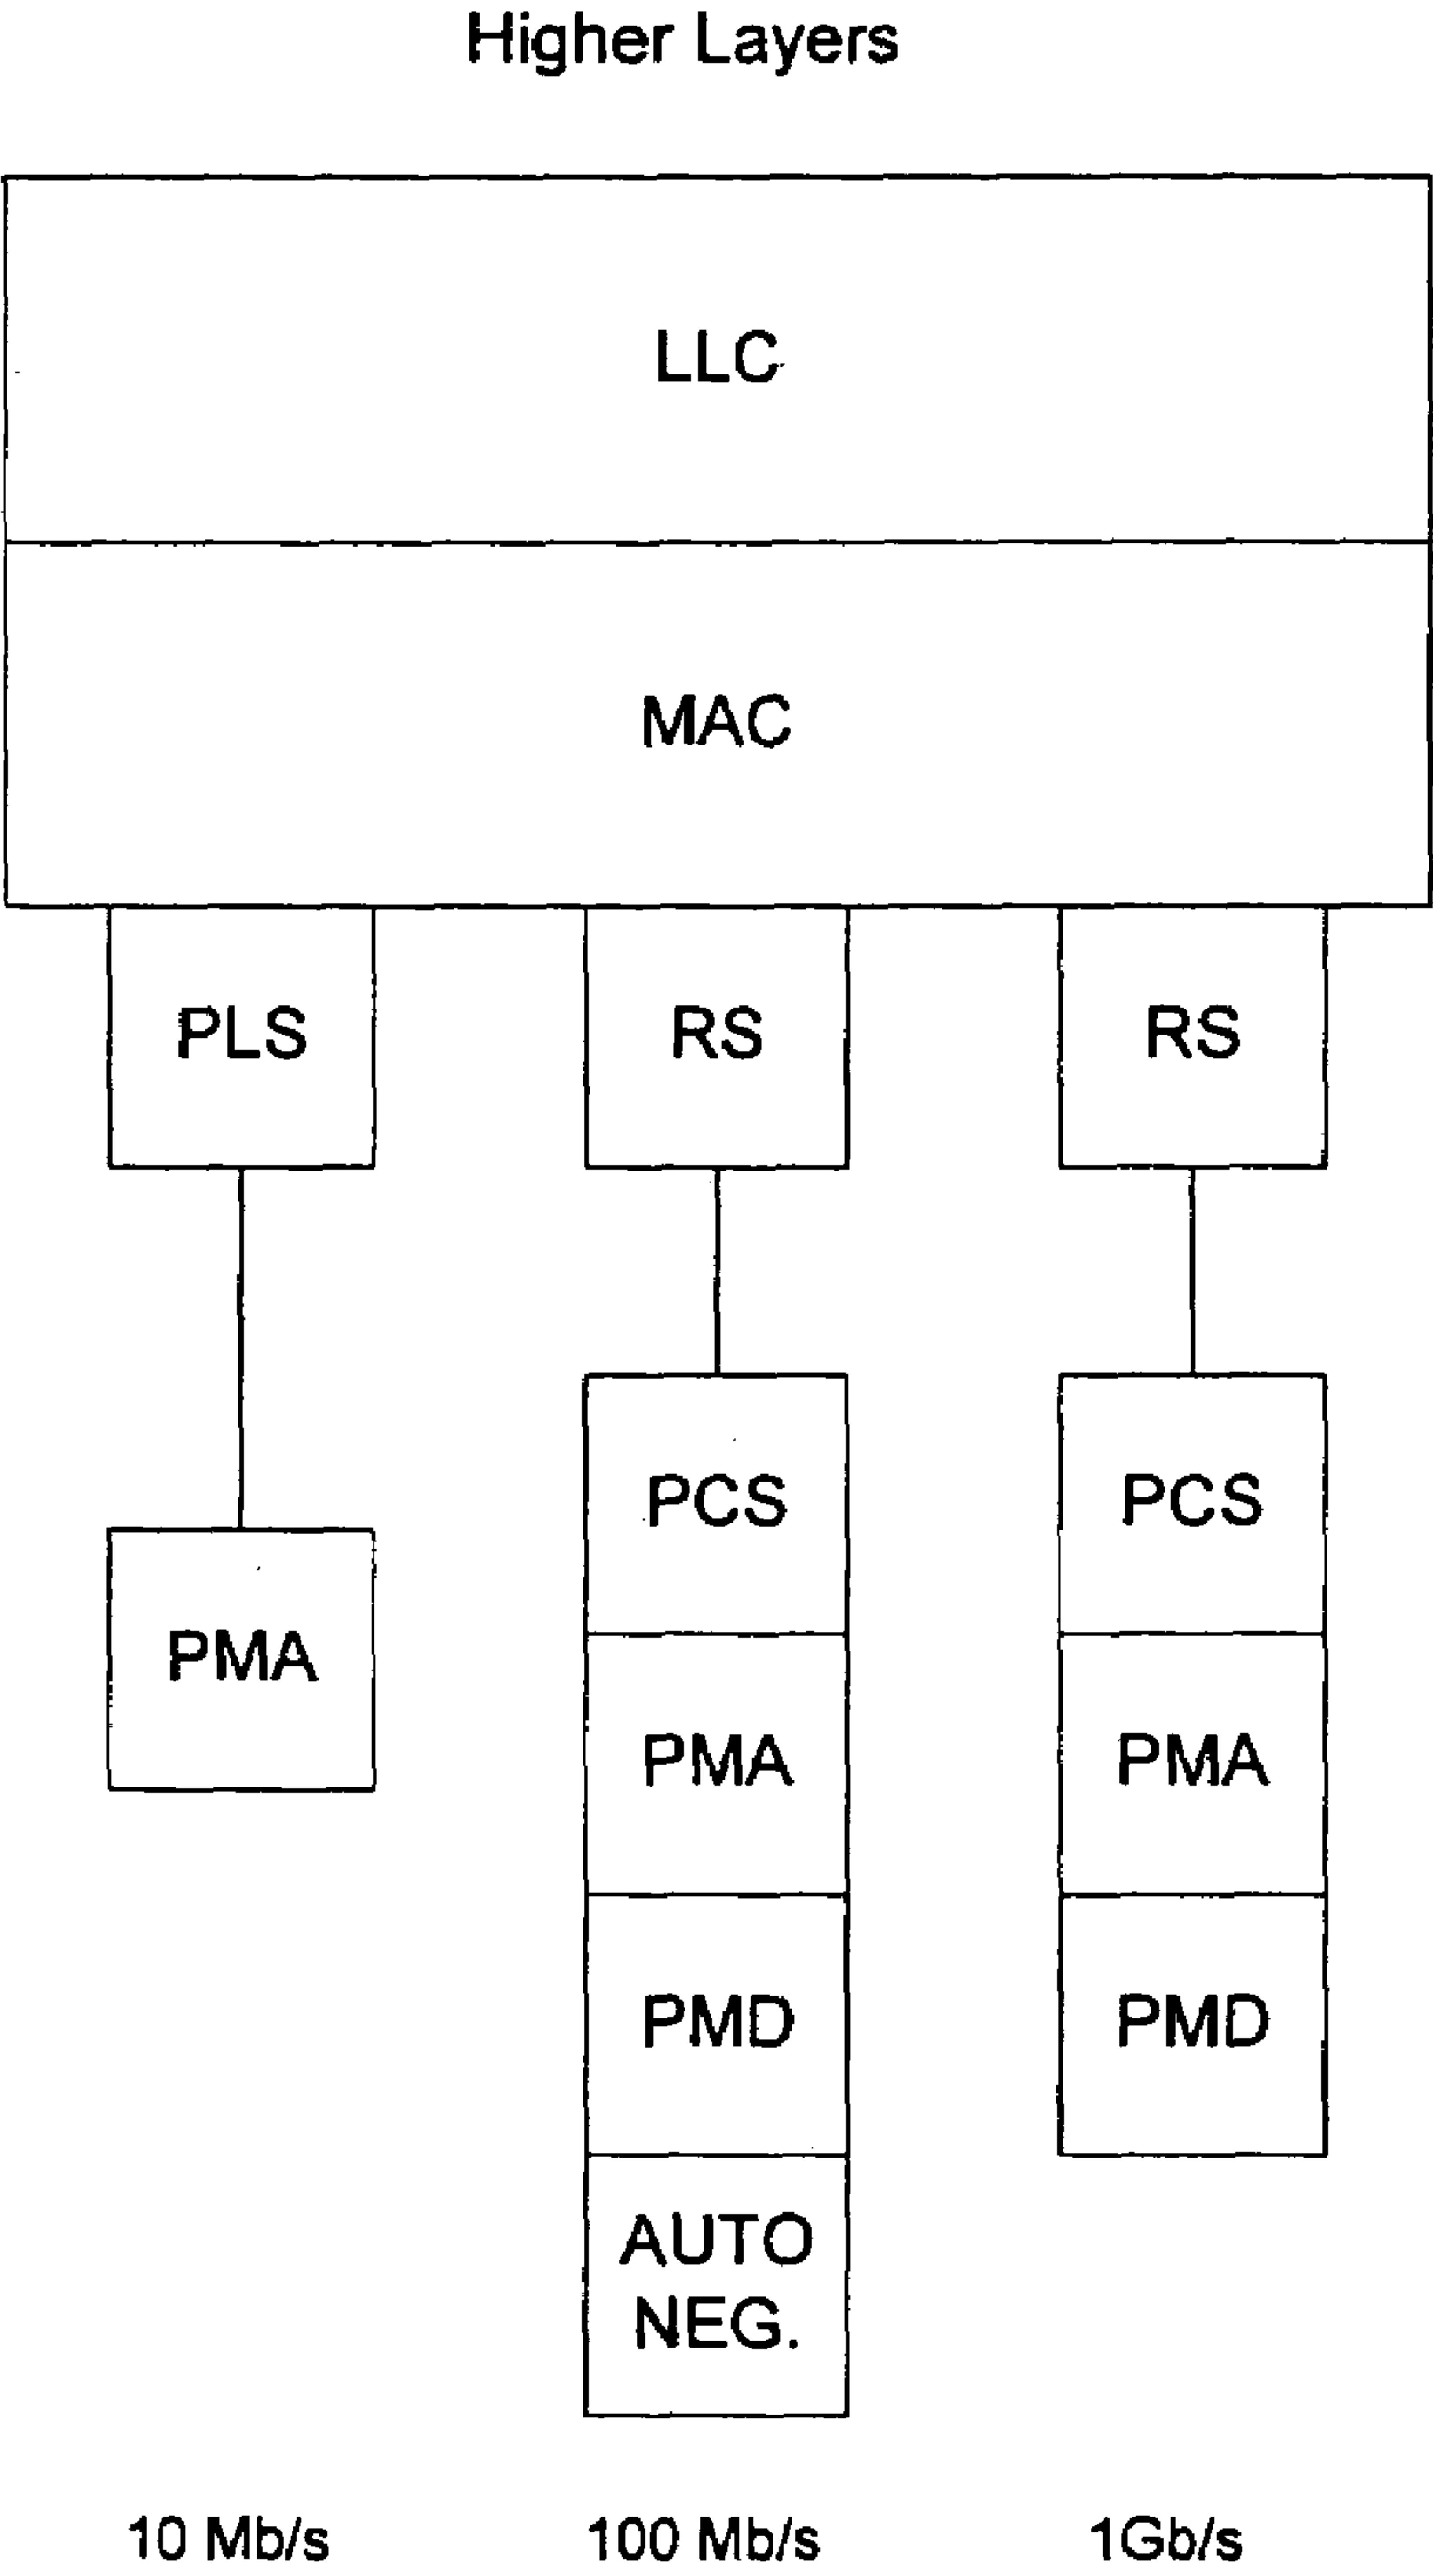 Higher Layers
LLC
MAC
PLS
RS
RS
PCS
PCS
PMA
PMA
PMA
PMD
PMD
AUTO
NEG.
10 Mb/s
100 Mb/s
1Gb/s